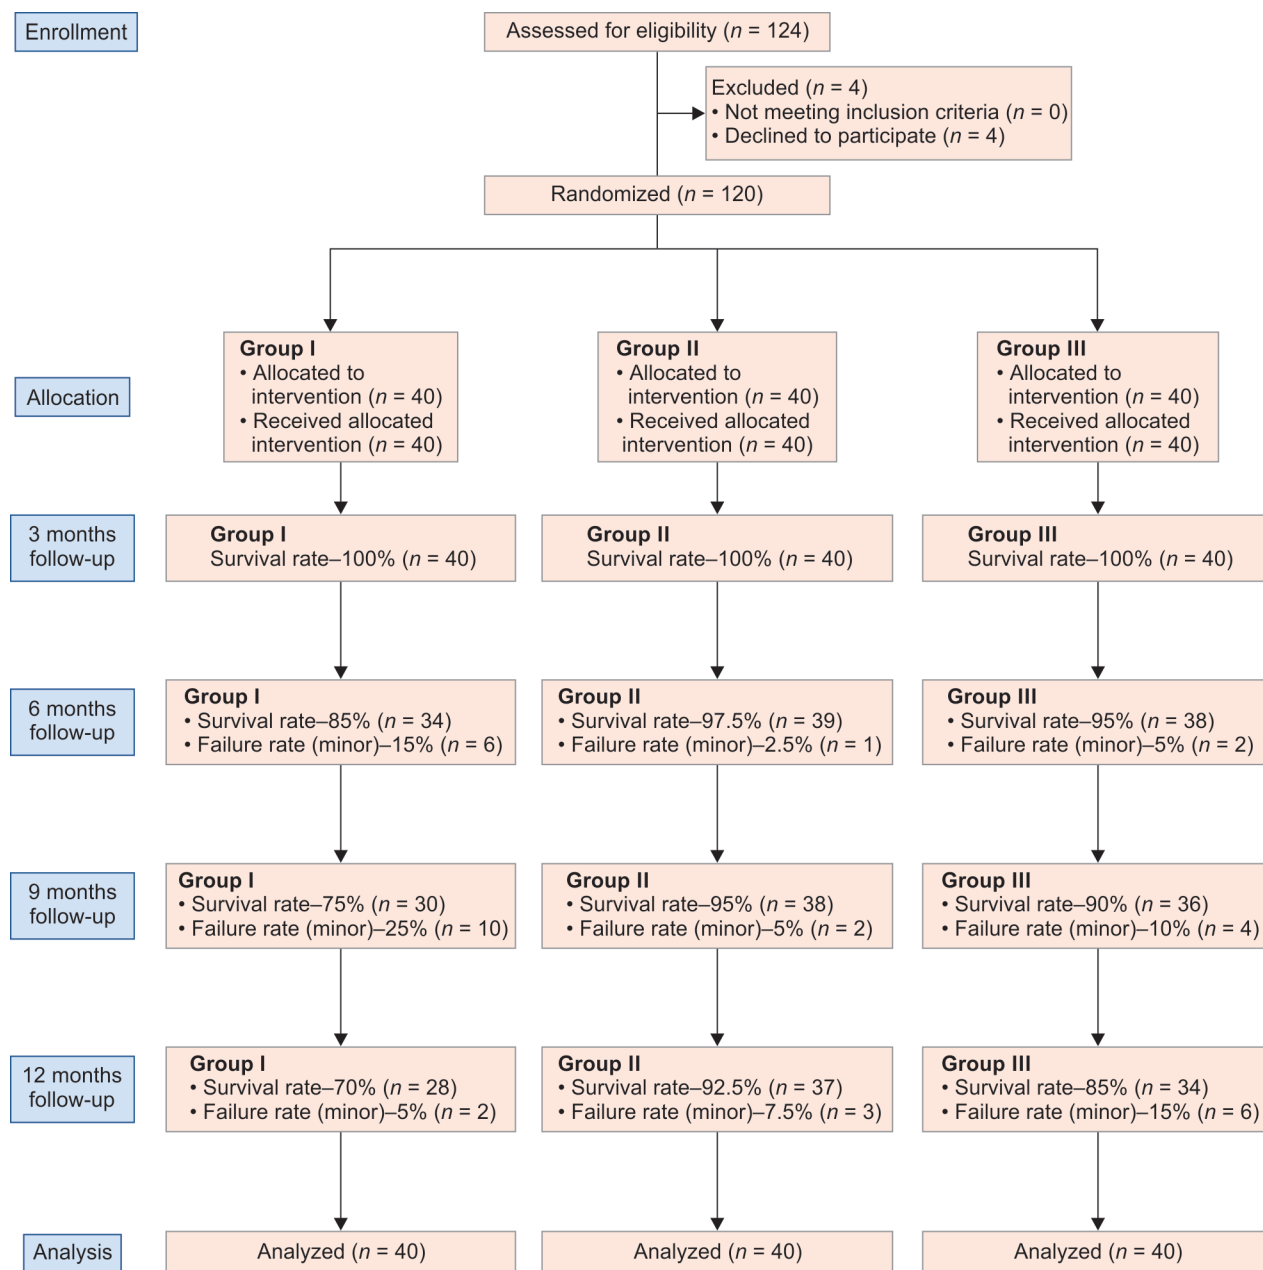 Enrollment
Assessed for eligibility (n = 124)
Excluded (n = 4)
• Not meeting inclusion criteria (n = 0)
• Declined to participate (n = 4)
Randomized (n = 120)
Allocation
Group I
• Allocated to
intervention (n = 40)
• Received allocated
intervention (n = 40)
Group II
• Allocated to
intervention (n = 40)
• Received allocated
intervention (n = 40)
Group III
• Allocated to
intervention (n = 40)
• Received allocated
intervention (n = 40)
3 months
follow-up
Group I
Survival rate–100% (n = 40)
Group II
Survival rate–100% (n = 40)
Group III
Survival rate–100% (n = 40)
6 months
follow-up
Group I
• Survival rate–85% (n = 34)
• Failure rate (minor)–15% (n = 6)
Group II
• Survival rate–97.5% (n = 39)
• Failure rate (minor)–2.5% (n = 1)
Group III
• Survival rate–95% (n = 38)
• Failure rate (minor)–5% (n = 2)
9 months
follow-up
Group I
• Survival rate–75% (n = 30)
• Failure rate (minor)–25% (n = 10)
Group II
• Survival rate–95% (n = 38)
• Failure rate (minor)–5% (n = 2)
Group III
• Survival rate–90% (n = 36)
• Failure rate (minor)–10% (n = 4)
12 months
follow-up
Group I
• Survival rate–70% (n = 28)
• Failure rate (minor)–5% (n = 2)
Group II
• Survival rate–92.5% (n = 37)
• Failure rate (minor)–7.5% (n = 3)
Group III
• Survival rate–85% (n = 34)
• Failure rate (minor)–15% (n = 6)
Analysis
Analyzed (n = 40)
Analyzed (n = 40)
Analyzed (n = 40)